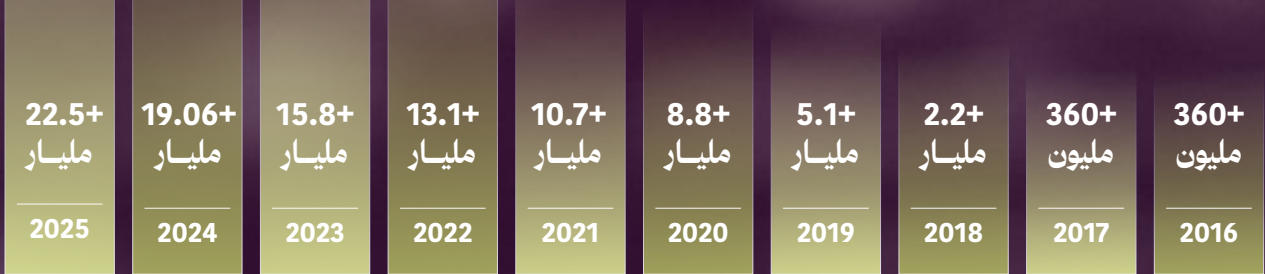 360+
مليون
2016
360+
مليون
2017
2.2+
مليـار
2018
5.1+
مليـار
2019
8.8+
مليـار
2020
10.7+
مليـار
2021
13.1+
مليـار
2022
15.8+
مليـار
2023
19.06+
مليـار
2024
22.5+
مليـار
2025